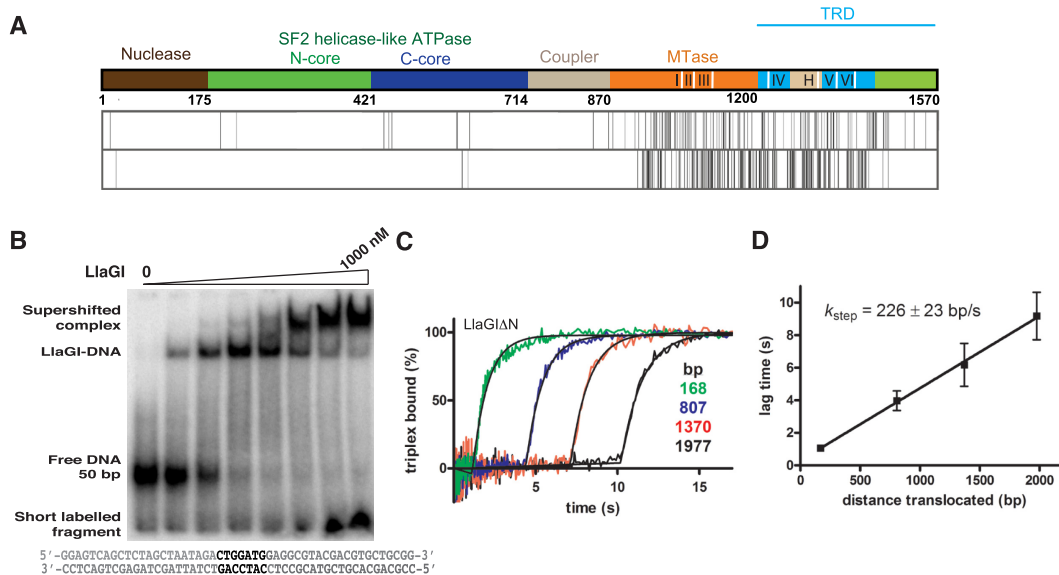 A
TRD
SF2 helicase-like ATPase
Nuclease N-core C-core Coupler MTase
I II III IV H V VI
1 175 421 714 870 1200 1570
B
LlaGI 0 1000 nM
Supershifted
complex
LlaGI-DNA
Free DNA
50 bp
Short labelled
fragment
5′-GGAGTCAGCTCTAGCTAATAGACTGGATGGAGGCGTACGACGTGCTGCGG-3′
3′-CCTCAGTCGAGATCGATTATCTGACCTACCTCCGCATGCTGCACGACGCC-5′
C
LlaGIΔN
triplex bound (%)
100
50
0
bp
168
807
1370
1977
5 10 15
time (s)
D
kstep = 226 ± 23 bp/s
lag time (s)
10
8
6
4
2
0
0 500 1000 1500 2000
distance translocated (bp)